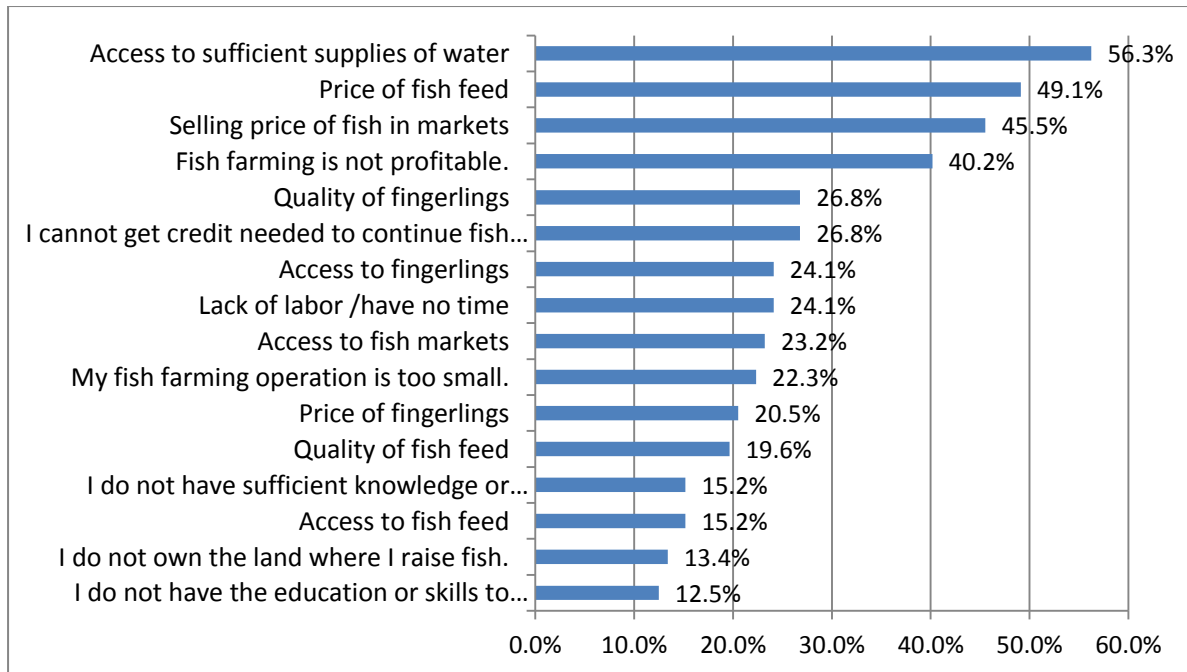 Access to sufficient supplies of water 56.3%
Price of fish feed 49.1%
Selling price of fish in markets 45.5%
Fish farming is not profitable. 40.2%
Quality of fingerlings 26.8%
I cannot get credit needed to continue fish... 26.8%
Access to fingerlings 24.1%
Lack of labor /have no time 24.1%
Access to fish markets 23.2%
My fish farming operation is too small. 22.3%
Price of fingerlings 20.5%
Quality of fish feed 19.6%
I do not have sufficient knowledge or... 15.2%
Access to fish feed 15.2%
I do not own the land where I raise fish. 13.4%
I do not have the education or skills to... 12.5%
0.0% 10.0% 20.0% 30.0% 40.0% 50.0% 60.0%